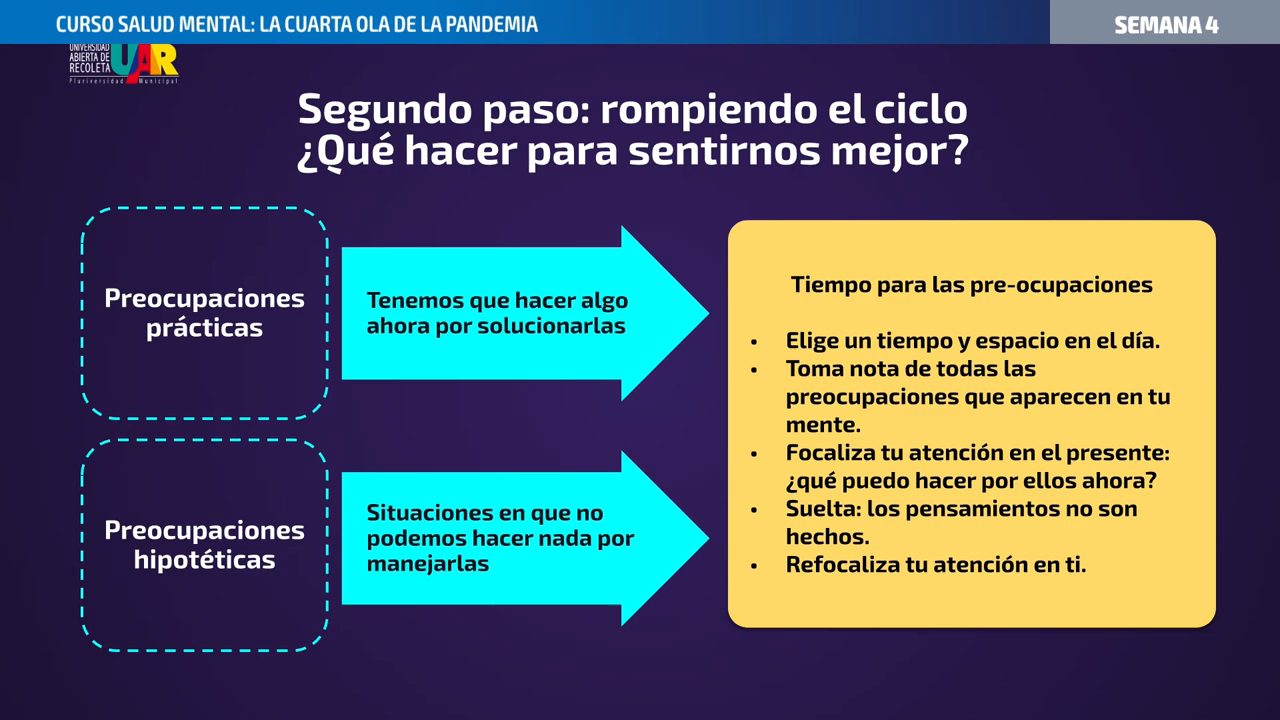 CURSO SALUD MENTAL: LA CUARTA OLA DE LA PANDEMIA
SEMANA 4
UNIVERSIDAD
ABIERTA DE
RECOLETA
UAR
Pluriversidad Municipal
Segundo paso: rompiendo el ciclo
¿Qué hacer para sentirnos mejor?
Preocupaciones
prácticas
Tenemos que hacer algo
ahora por solucionarlas
Preocupaciones
hipotéticas
Situaciones en que no
podemos hacer nada por
manejarlas
Tiempo para las pre-ocupaciones
• Elige un tiempo y espacio en el día.
• Toma nota de todas las
preocupaciones que aparecen en tu
mente.
• Focaliza tu atención en el presente:
¿qué puedo hacer por ellos ahora?
• Suelta: los pensamientos no son
hechos.
• Refocaliza tu atención en ti.